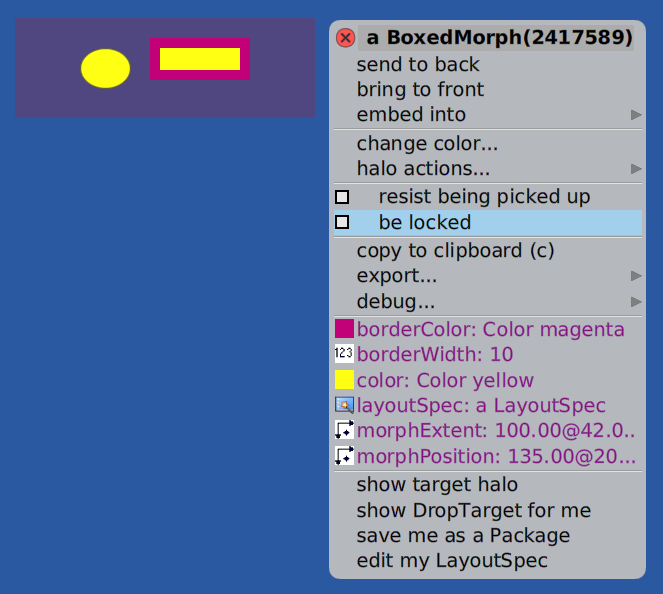 a BoxedMorph(2417589)
send to back
bring to front
embed into
change color...
halo actions...
resist being picked up
be locked
copy to clipboard (c)
export...
debug...
borderColor: Color magenta
123 borderWidth: 10
color: Color yellow
layoutSpec: a LayoutSpec
morphExtent: 100.00@42.0..
morphPosition: 135.00@20...
show target halo
show DropTarget for me
save me as a Package
edit my LayoutSpec